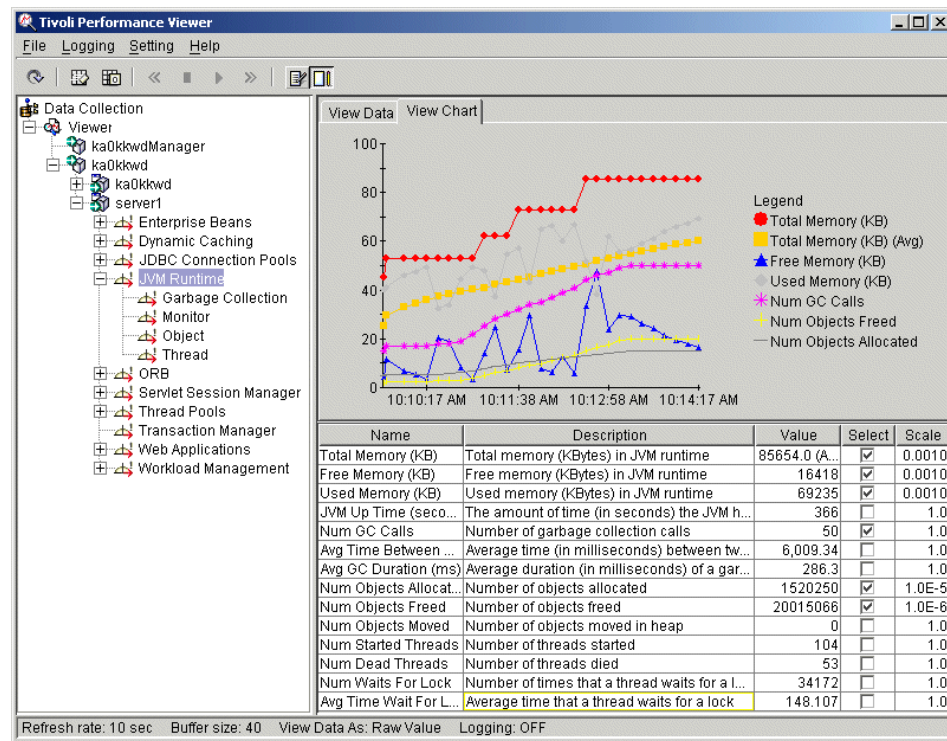 Tivoli Performance Viewer
File Logging Setting Help
Data Collection
Viewer
ka0kkwdManager
ka0kkwd
ka0kkwd
server1
Enterprise Beans
Dynamic Caching
JDBC Connection Pools
JVM Runtime
Garbage Collection
Monitor
Object
Thread
ORB
Servlet Session Manager
Thread Pools
Transaction Manager
Web Applications
Workload Management
View Data View Chart
100
80
60
40
20
0
10:10:17 AM 10:11:38 AM 10:12:58 AM 10:14:17 AM
Legend
Total Memory (KB)
Total Memory (KB) (Avg)
Free Memory (KB)
Used Memory (KB)
Num GC Calls
Num Objects Freed
Num Objects Allocated
Name Description Value Select Scale
Total Memory (KB) Total memory (KBytes) in JVM runtime 85654.0 (A... 0.0010
Free Memory (KB) Free memory (KBytes) in JVM runtime 16418 0.0010
Used Memory (KB) Used memory (KBytes) in JVM runtime 69235 0.0010
JVM Up Time (seco... The amount of time (in seconds) the JVM h... 366 1.0
Num GC Calls Number of garbage collection calls 50 1.0
Avg Time Between ... Average time (in milliseconds) between tw... 6,009.34 1.0
Avg GC Duration (ms) Average duration (in milliseconds) of a gar... 286.3 1.0
Num Objects Allocat... Number of objects allocated 1520250 1.0E-5
Num Objects Freed Number of objects freed 20015066 1.0E-6
Num Objects Moved Number of objects moved in heap 0 1.0
Num Started Threads Number of threads started 104 1.0
Num Dead Threads Number of threads died 53 1.0
Num Waits For Lock Number of times that a thread waits for a l... 34172 1.0
Avg Time Wait For L... Average time that a thread waits for a lock 148.107 1.0
Refresh rate: 10 sec Buffer size: 40 View Data As: Raw Value Logging: OFF